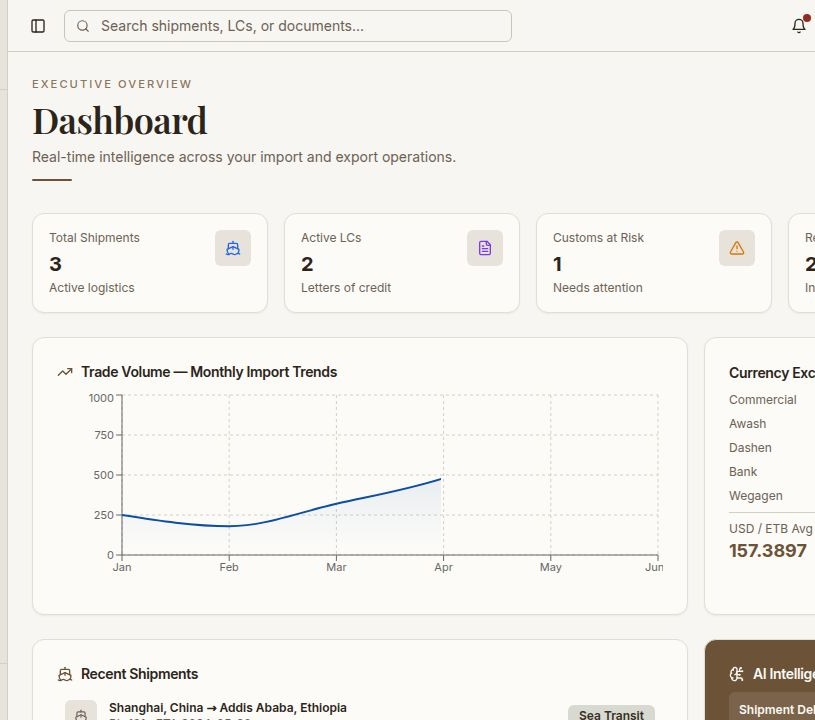 Search shipments, LCs, or documents...
EXECUTIVE OVERVIEW
Dashboard
Real-time intelligence across your import and export operations.
Total Shipments
3
Active logistics
Active LCs
2
Letters of credit
Customs at Risk
1
Needs attention
Re
2
In
Trade Volume — Monthly Import Trends
1000
750
500
250
0
Jan
Feb
Mar
Apr
May
Jun
Currency Exc
Commercial
Awash
Dashen
Bank
Wegagen
USD / ETB Avg
157.3897
Recent Shipments
Shanghai, China → Addis Ababa, Ethiopia
Sea Transit
AI Intellige
Shipment Del